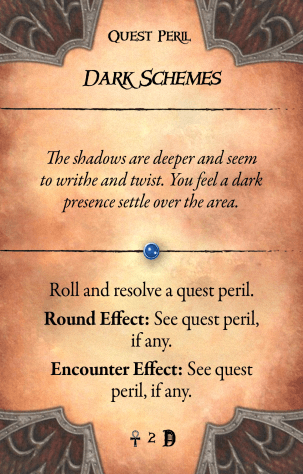 Quest Peril
Dark Schemes
The shadows are deeper and seem
to writhe and twist. You feel a dark
presence settle over the area.
Roll and resolve a quest peril.
Round Effect: See quest peril,
if any.
Encounter Effect: See quest
peril, if any.
☥ 2 D